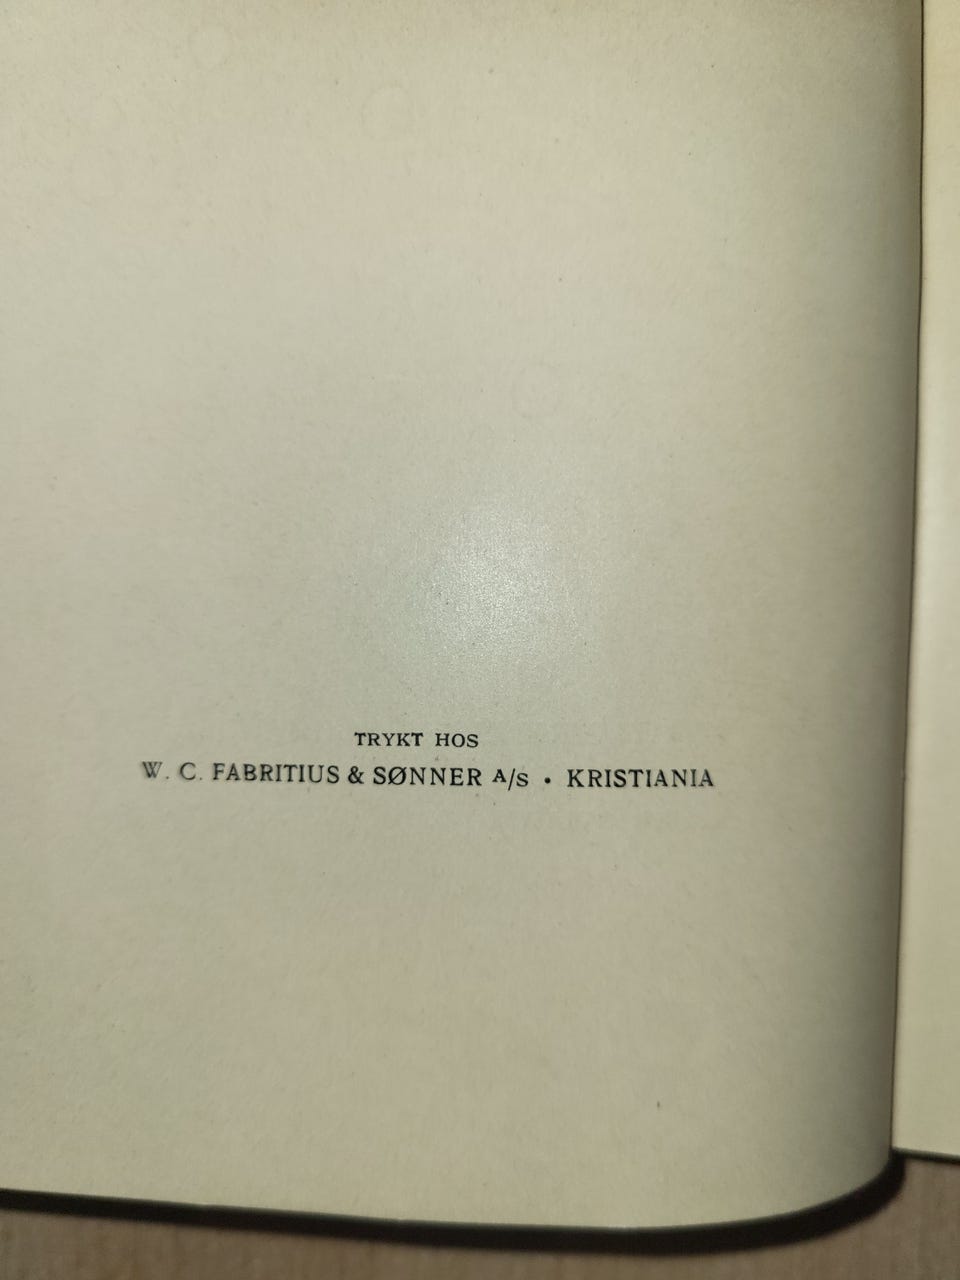 TRYKT HOS
W. C. FABRITIUS & SØNNER A/S • KRISTIANIA